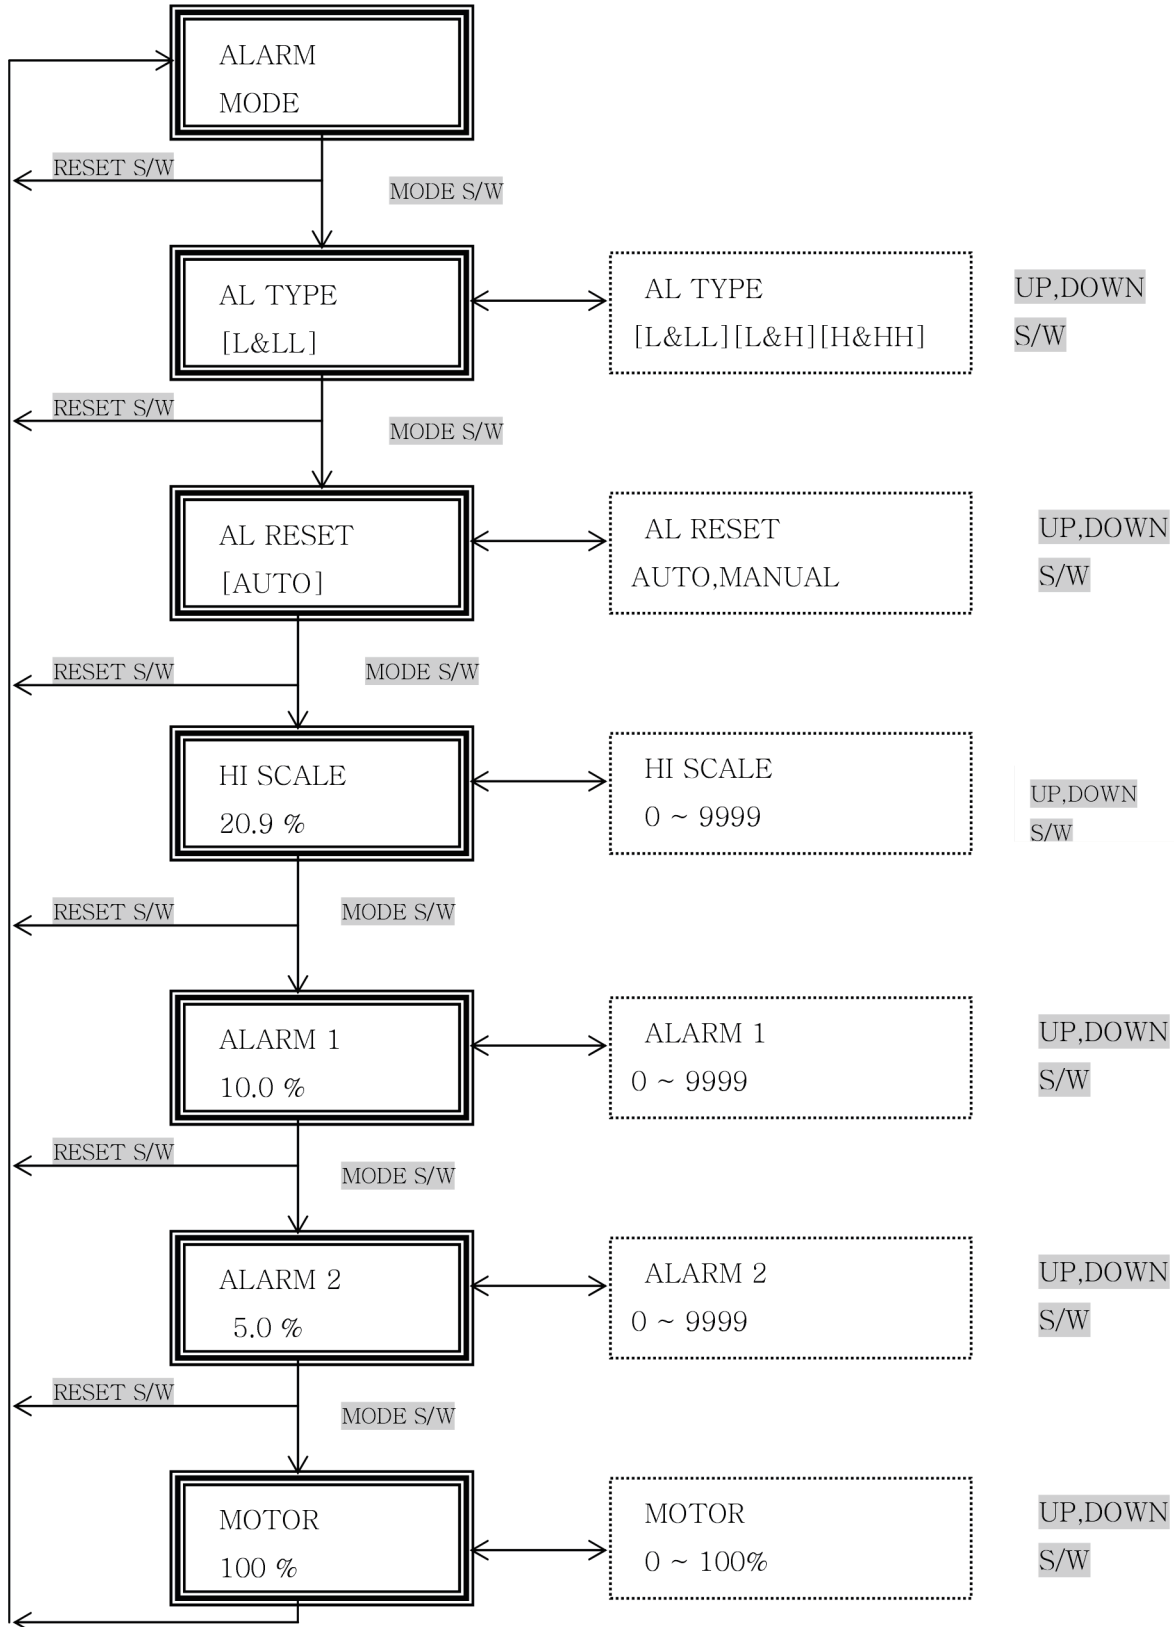 ALARM
MODE
RESET S/W
MODE S/W
AL TYPE
[L&LL]
AL TYPE
[L&LL][L&H][H&HH]
UP,DOWN
S/W
RESET S/W
MODE S/W
AL RESET
[AUTO]
AL RESET
AUTO,MANUAL
UP,DOWN
S/W
RESET S/W
MODE S/W
HI SCALE
20.9 %
HI SCALE
0 ~ 9999
UP,DOWN
S/W
RESET S/W
MODE S/W
ALARM 1
10.0 %
ALARM 1
0 ~ 9999
UP,DOWN
S/W
RESET S/W
MODE S/W
ALARM 2
5.0 %
ALARM 2
0 ~ 9999
UP,DOWN
S/W
RESET S/W
MODE S/W
MOTOR
100 %
MOTOR
0 ~ 100%
UP,DOWN
S/W